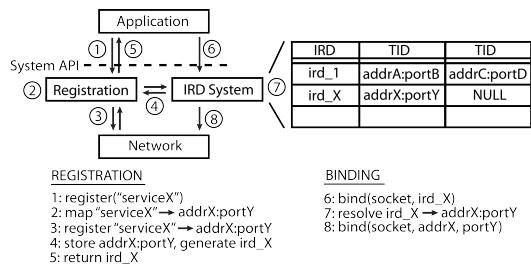 Application
① ⑤ ⑥
System API
② Registration ④ IRD System ⑦
③ ⑧
Network
IRD TID TID
ird_1 addrA:portB addrC:portD
ird_X addrX:portY NULL
REGISTRATION
1: register("serviceX")
2: map "serviceX" → addrX:portY
3: register "serviceX" → addrX:portY
4: store addrX:portY, generate ird_X
5: return ird_X
BINDING
6: bind(socket, ird_X)
7: resolve ird_X → addrX:portY
8: bind(socket, addrX, portY)